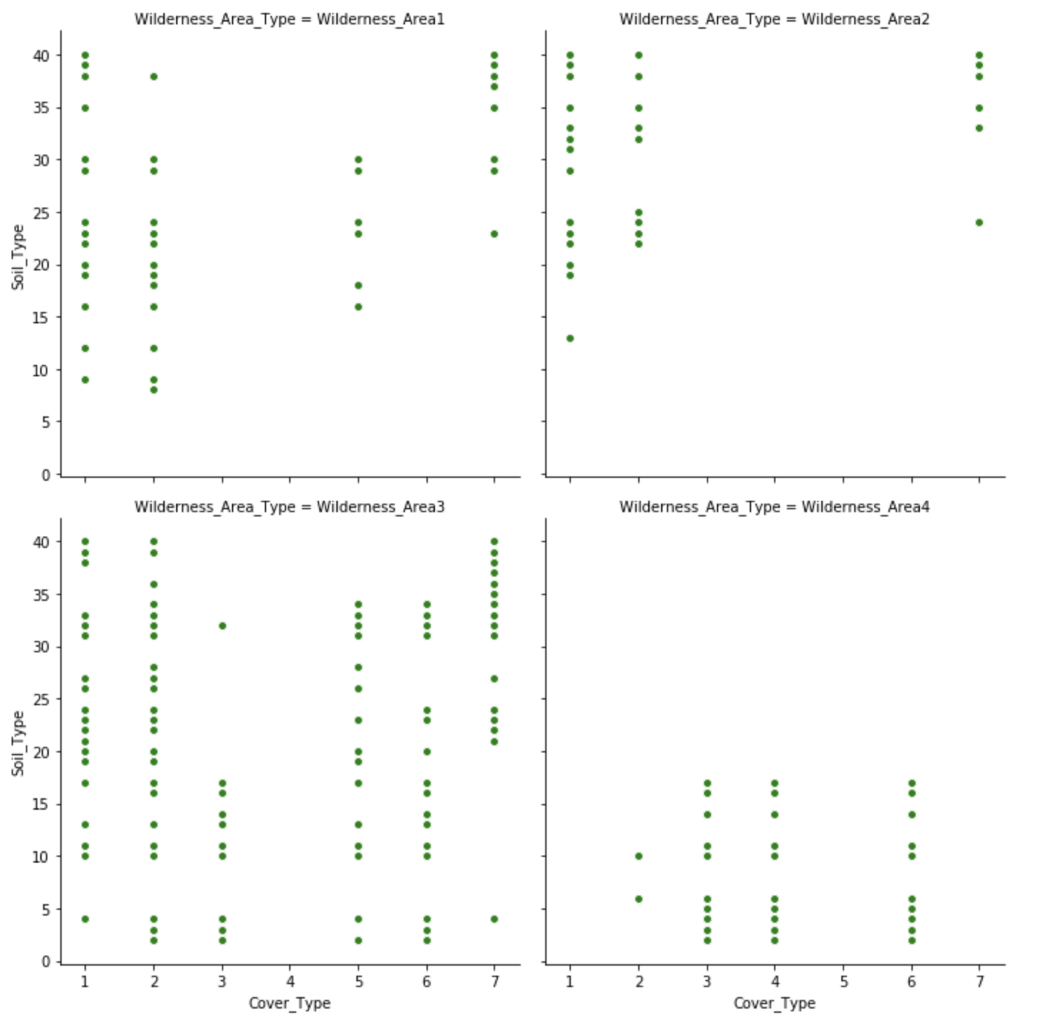 Wilderness_Area_Type = Wilderness_Area1
Wilderness_Area_Type = Wilderness_Area2
40
35
30
25
20
15
10
5
0
Soil_Type
Wilderness_Area_Type = Wilderness_Area3
Wilderness_Area_Type = Wilderness_Area4
40
35
30
25
20
15
10
5
0
Soil_Type
1 2 3 4 5 6 7
1 2 3 4 5 6 7
Cover_Type
Cover_Type